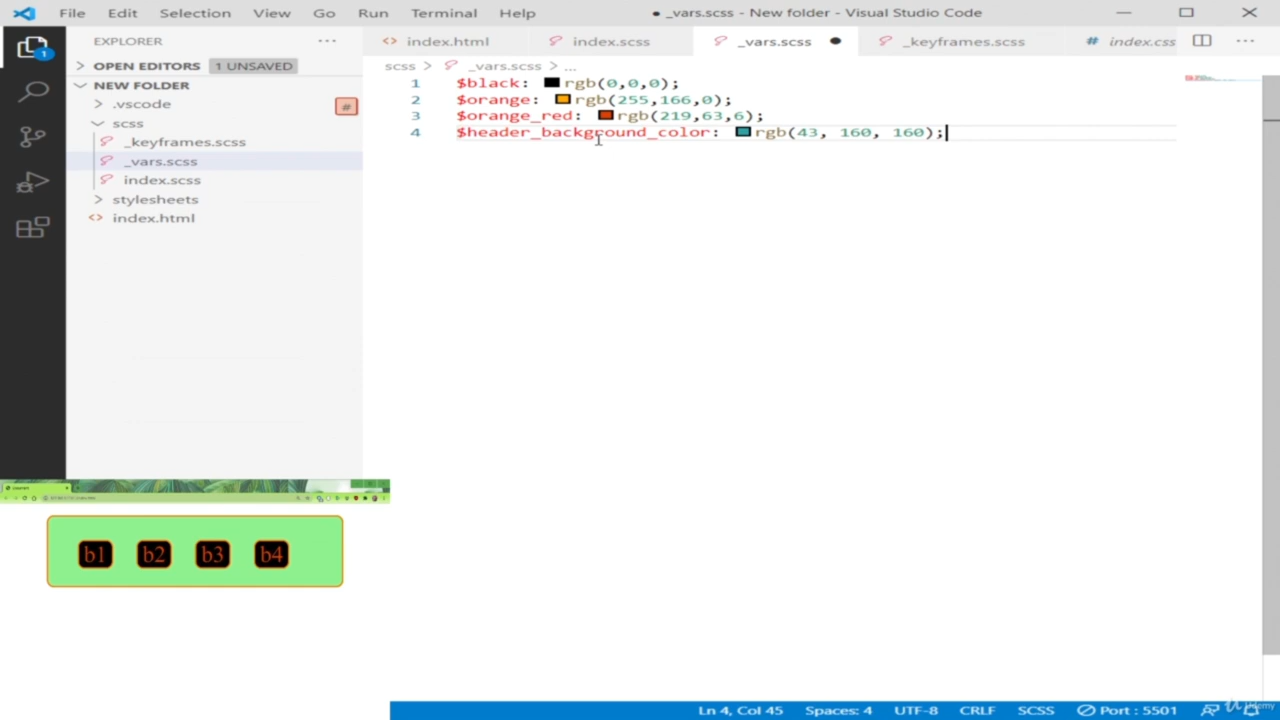 File Edit Selection View Go Run Terminal Help
● _vars.scss - New folder - Visual Studio Code
EXPLORER ···
OPEN EDITORS 1 UNSAVED
NEW FOLDER
.vscode #
scss
_keyframes.scss
_vars.scss
index.scss
stylesheets
index.html
1
index.html index.scss _vars.scss ● _keyframes.scss # index.css ···
scss > _vars.scss > ...
1 $black: rgb(0,0,0);
2 $orange: rgb(255,166,0);
3 $orange_red: rgb(219,63,6);
4 $header_background_color: rgb(43, 160, 160);
b1 b2 b3 b4
Ln 4, Col 45 Spaces: 4 UTF-8 CRLF SCSS Port : 5501
Udemy